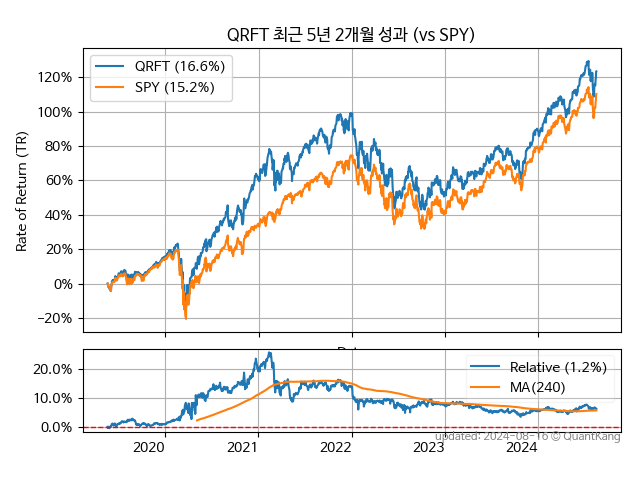 QRFT 최근 5년 2개월 성과 (vs SPY)
QRFT (16.6%)
SPY (15.2%)
Rate of Return (TR)
120%
100%
80%
60%
40%
20%
0%
−20%
Relative (1.2%)
MA(240)
20.0%
10.0%
0.0%
2020 2021 2022 2023 2024
updated: 2024-08-16 © QuantKang